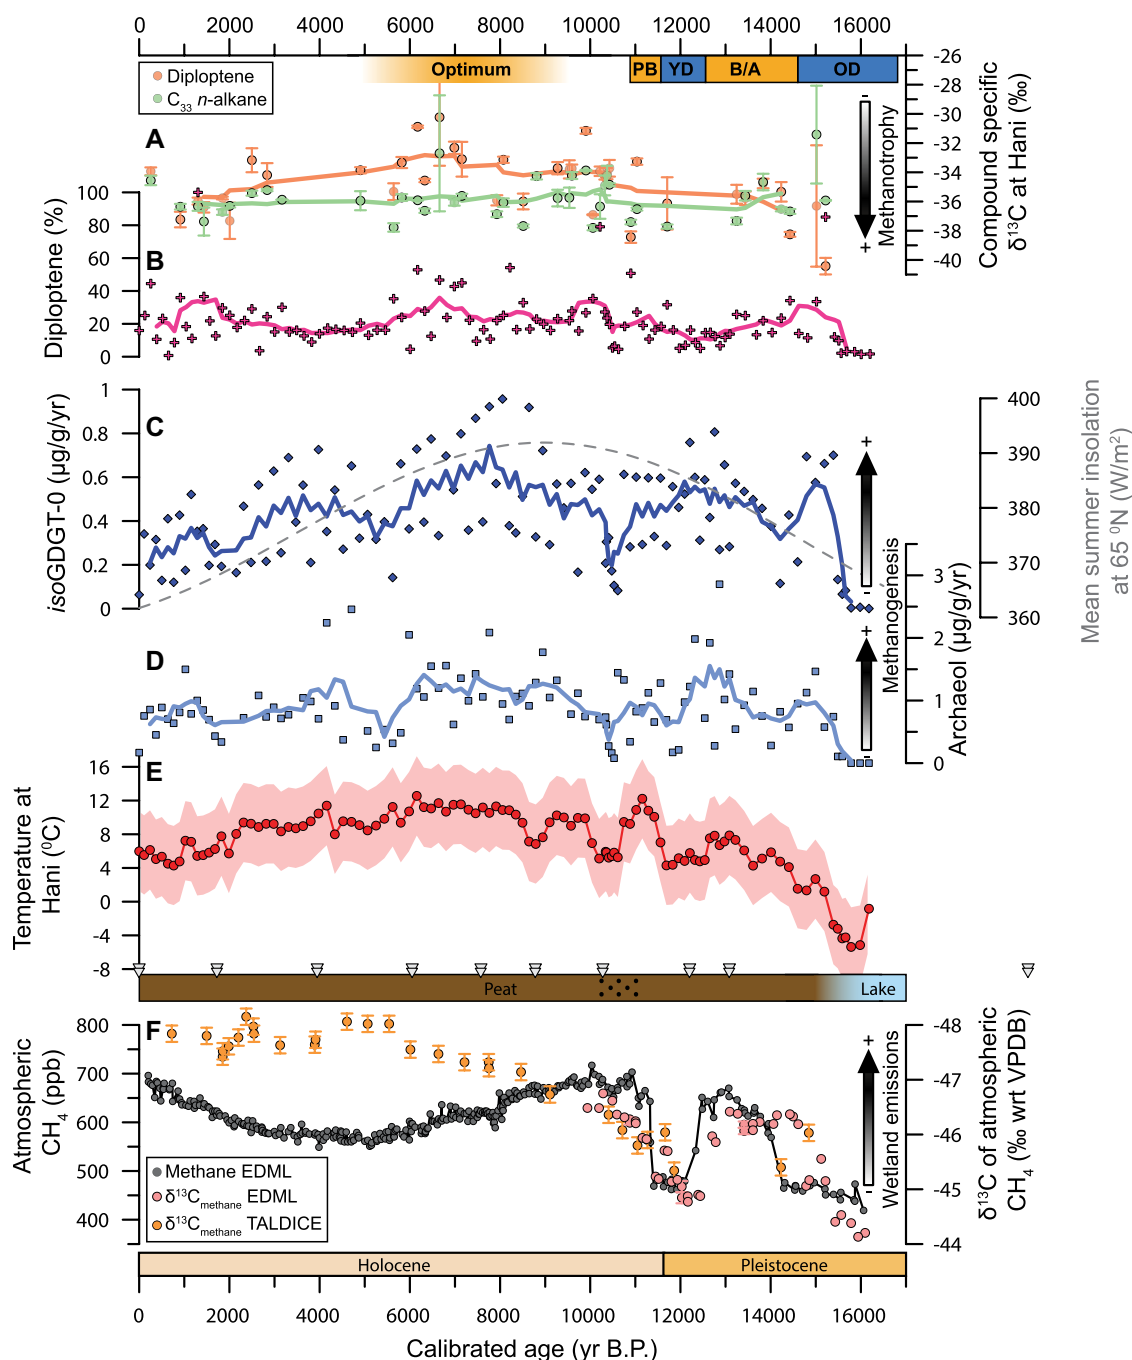 0 2000 4000 6000 8000 10000 12000 14000 16000
Optimum PB YD B/A OD
Diploptene
C33 n-alkane
-26
-28
-30
-32
-34
-36
-38
-40
Compound specific
δ13C at Hani (‰)
-
Methanotrophy
+
A
100
80
60
40
20
0
Diploptene (%)
B
1
0.8
0.6
0.4
0.2
0
isoGDGT-0 (µg/g/yr)
C
400
390
380
370
360
Mean summer insolation
at 65 ⁰N (W/m²)
+
-
Methanogenesis
+
-
3
2
1
0
Archaeol (µg/g/yr)
D
E
16
12
8
4
0
-4
-8
Temperature at
Hani (⁰C)
Peat Lake
F
800
700
600
500
400
Atmospheric
CH4 (ppb)
-48
-47
-46
-45
-44
δ13C of atmospheric
CH4 (‰ wrt VPDB)
+
Wetland emissions
-
Methane EDML
δ13Cmethane EDML
δ13Cmethane TALDICE
Holocene Pleistocene
0 2000 4000 6000 8000 10000 12000 14000 16000
Calibrated age (yr B.P.)